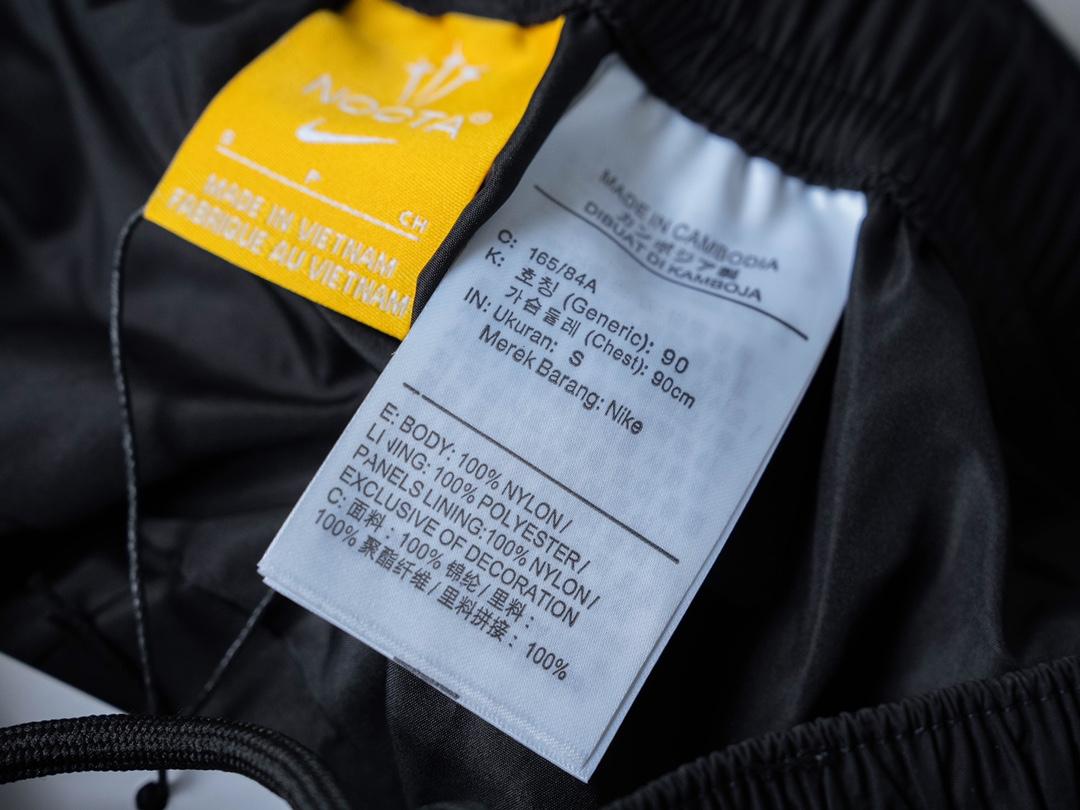 NOCTA®
S
P
CH
MADE IN VIETNAM
FABRIQUE AU VIETNAM
MADE IN CAMBODIA
カンボジア製
DIBUAT DI KAMBOJA
C: 165/84A
K: 호칭 (Generic): 90
가슴둘레 (Chest): 90cm
IN: Ukuran: S
Merek Barang: Nike
E: BODY: 100% NYLON/
LINING: 100% POLYESTER/
PANELS LINING:100% NYLON/
EXCLUSIVE OF DECORATION
C: 面料: 100% 锦纶/里料:
100% 聚酯纤维/里料拼接: 100%